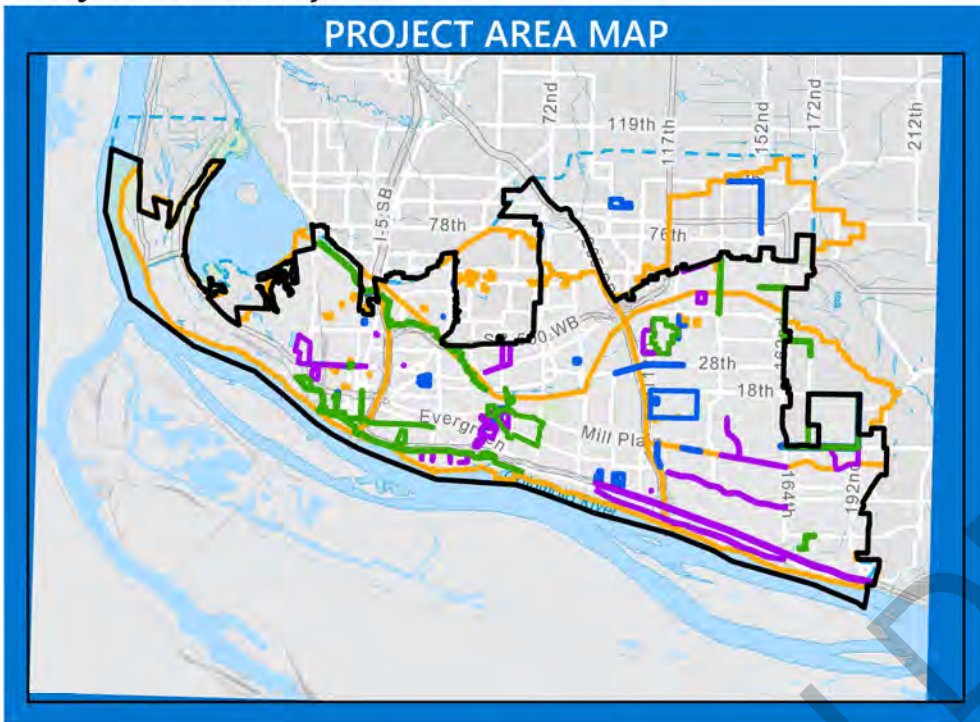 PROJECT AREA MAP
72nd
119th
117th
152nd
172nd
212th
I-5 SB
78th
76th
500 WB
28th
18th
Evergreen
Mill Pla
164th
192nd
River